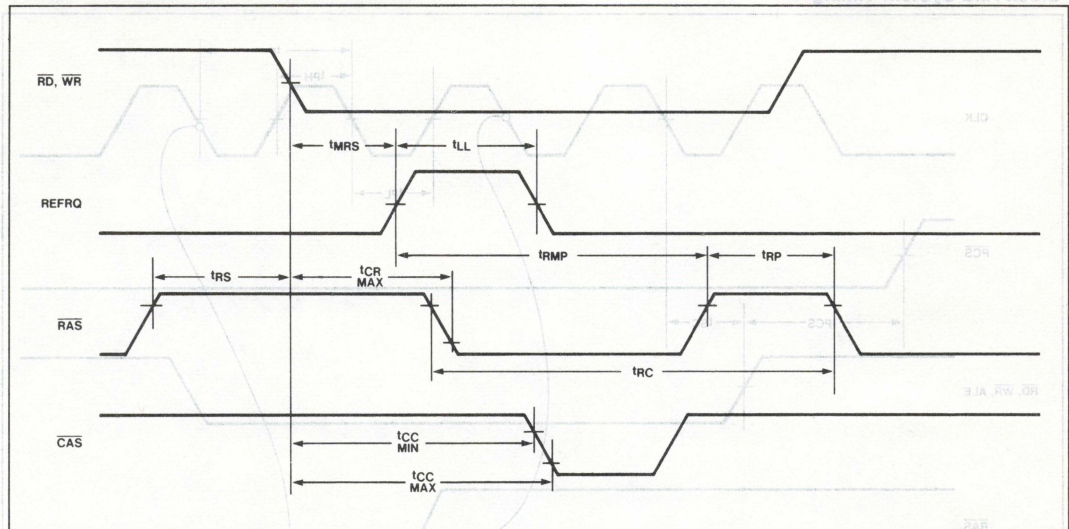 RD, WR
tMRS
tLL
REFRQ
tRMP
tRP
tRS
tCR
MAX
RAS
tRC
CAS
tCC
MIN
tCC
MAX